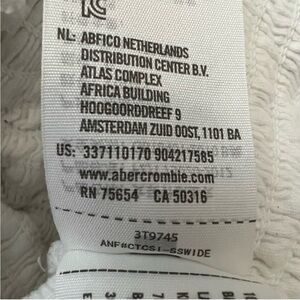 KC
NL: ABFICO NETHERLANDS
DISTRIBUTION CENTER B.V.
ATLAS COMPLEX
AFRICA BUILDING
HOOGOORDDREEF 9
AMSTERDAM ZUID OOST, 1101 BA
US: 337110170 904217585
www.abercrombie.com
RN 75654 CA 50316
3T9745
ANF#CTCSI-SSWIDE